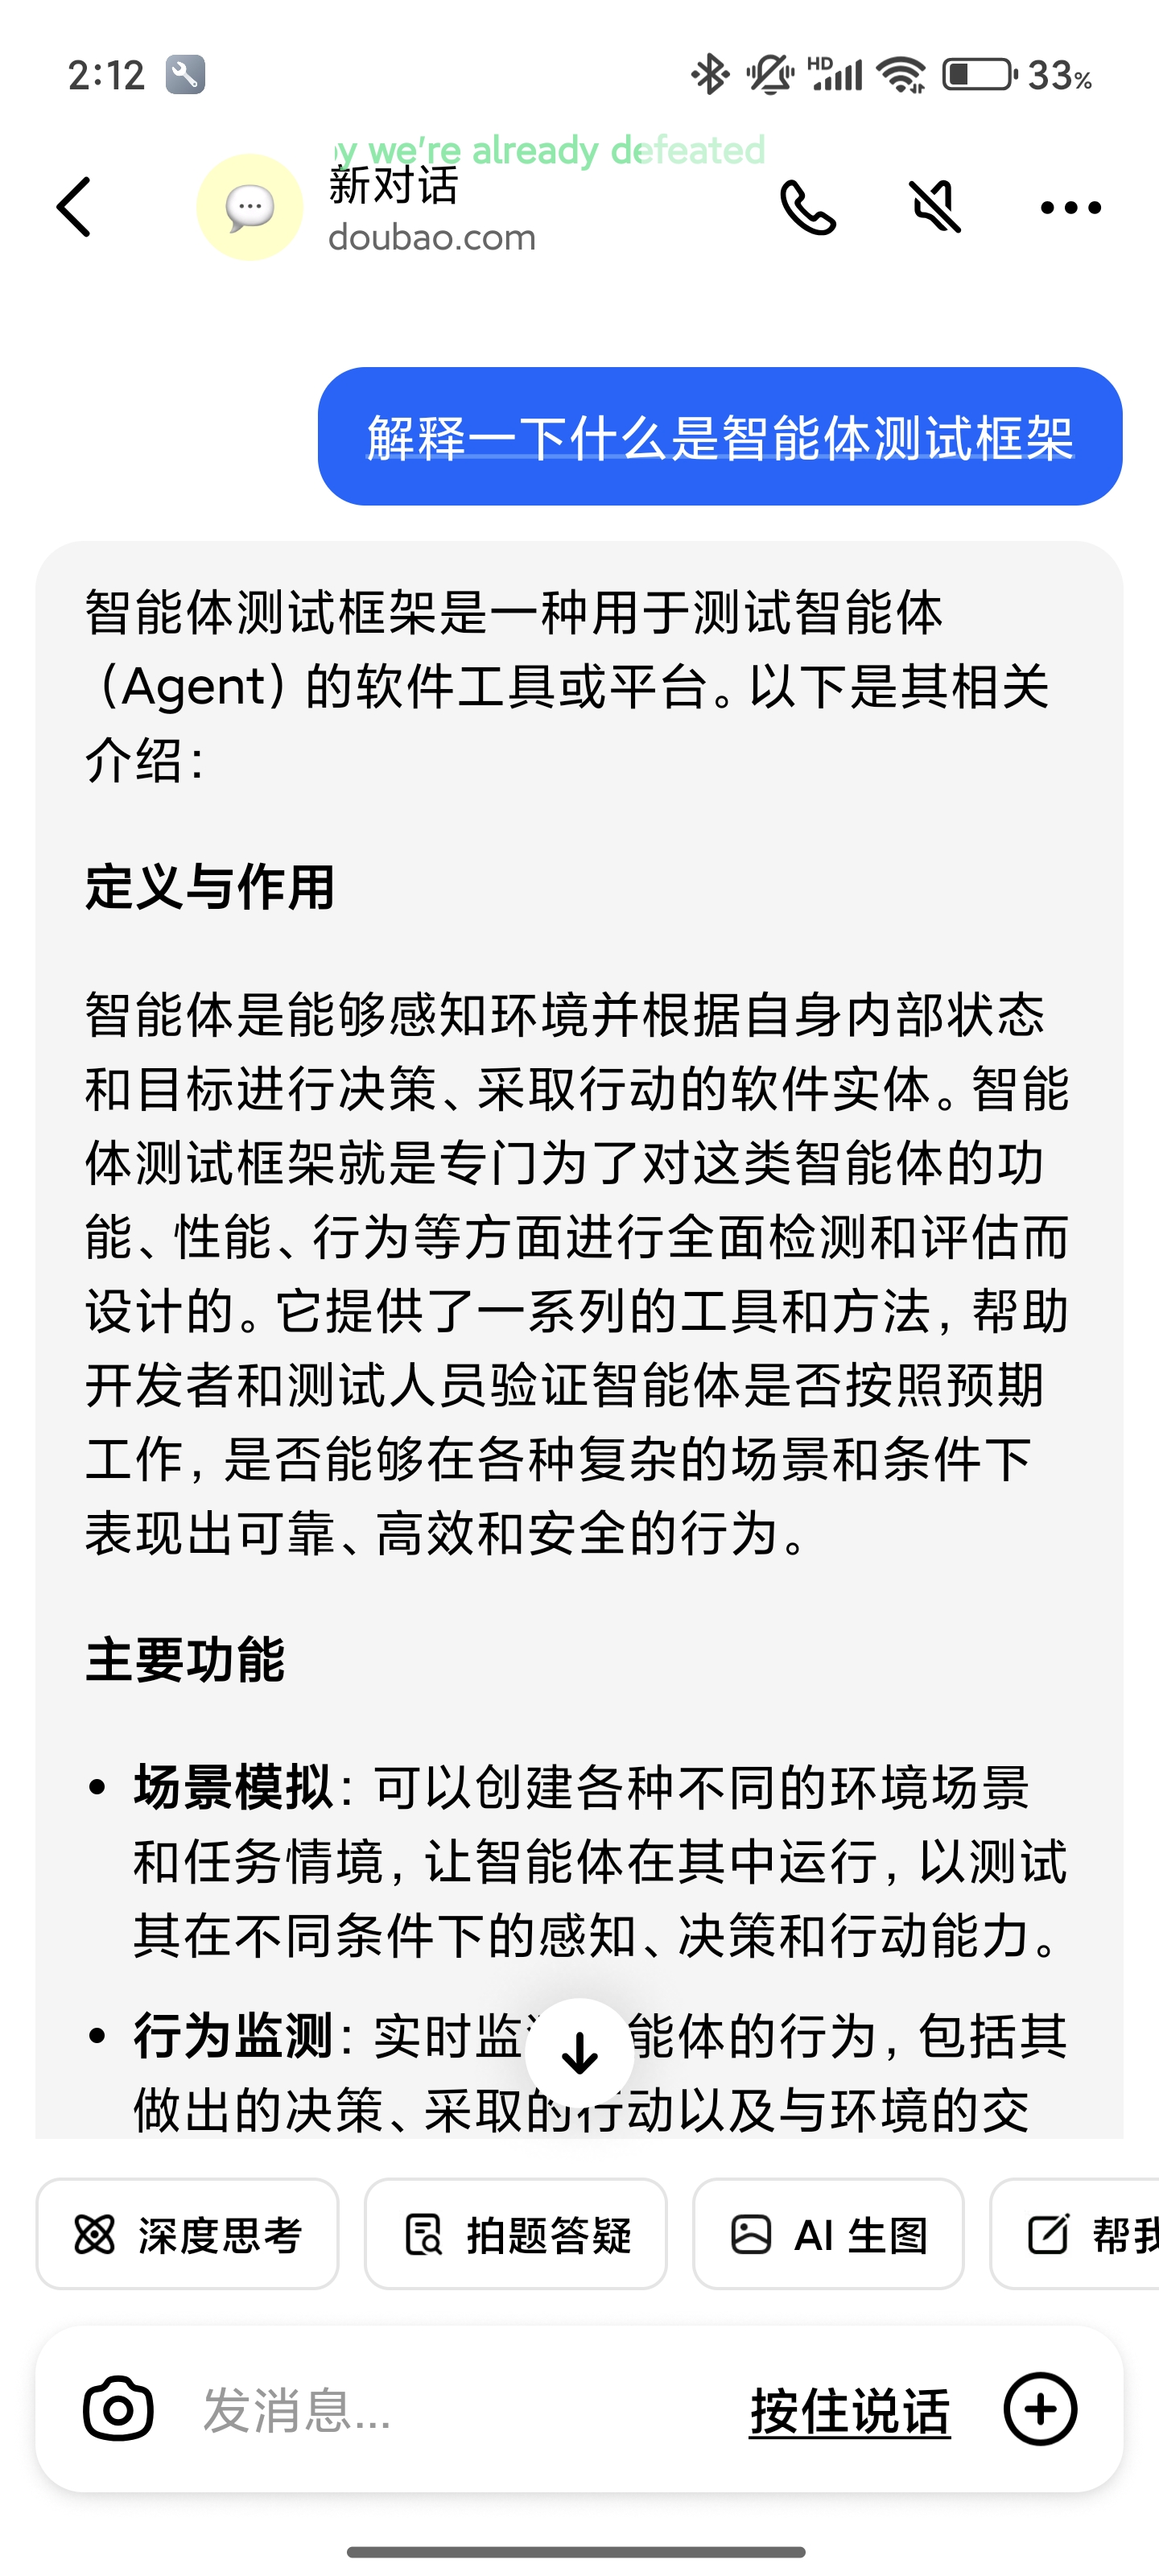 2:12
HD
33%
y we're already defeated
新对话
doubao.com
解释一下什么是智能体测试框架
智能体测试框架是一种用于测试智能体
（Agent）的软件工具或平台。以下是其相关
介绍：
定义与作用
智能体是能够感知环境并根据自身内部状态
和目标进行决策、采取行动的软件实体。智能
体测试框架就是专门为了对这类智能体的功
能、性能、行为等方面进行全面检测和评估而
设计的。它提供了一系列的工具和方法，帮助
开发者和测试人员验证智能体是否按照预期
工作，是否能够在各种复杂的场景和条件下
表现出可靠、高效和安全的行为。
主要功能
• 场景模拟：可以创建各种不同的环境场景
和任务情境，让智能体在其中运行，以测试
其在不同条件下的感知、决策和行动能力。
• 行为监测：实时监 能体的行为，包括其
做出的决策、采取的行动以及与环境的交
深度思考
拍题答疑
AI 生图
帮我
发消息...
按住说话